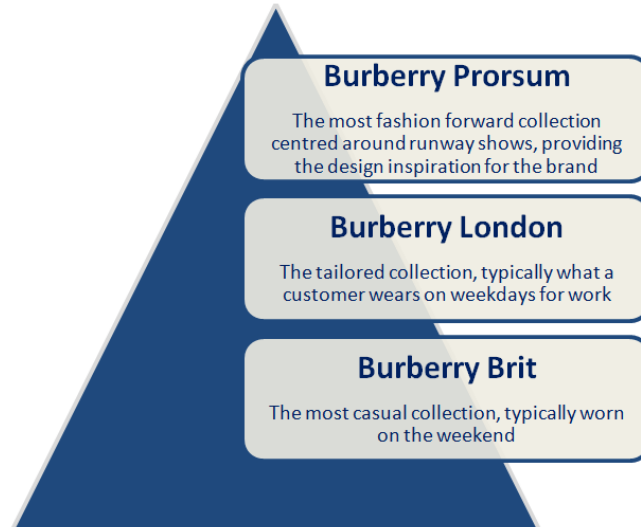 Burberry Prorsum
The most fashion forward collection
centred around runway shows, providing
the design inspiration for the brand
Burberry London
The tailored collection, typically what a
customer wears on weekdays for work
Burberry Brit
The most casual collection, typically worn
on the weekend